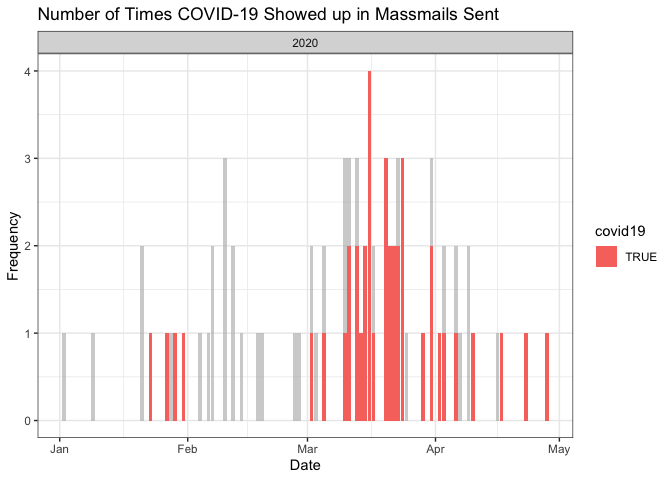 Number of Times COVID-19 Showed up in Massmails Sent
2020
4
3
2
1
0
Frequency
Jan Feb Mar Apr May
Date
covid19
TRUE